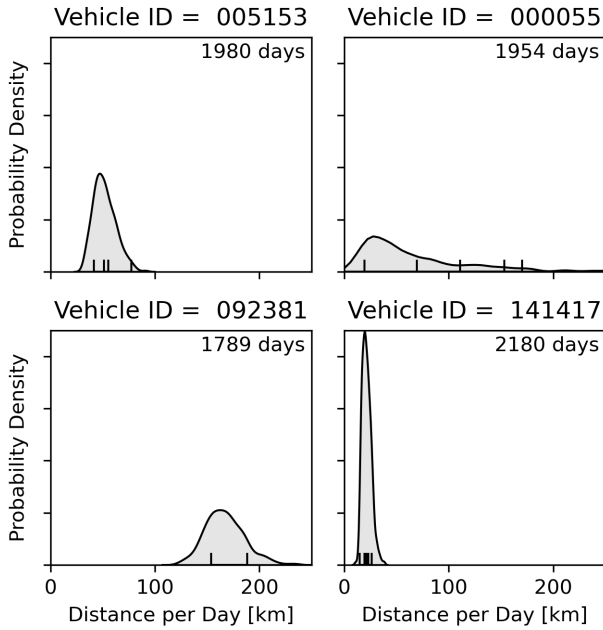 Vehicle ID =  005153
Vehicle ID =  000055
1980 days
1954 days
Probability Density
Vehicle ID =  092381
Vehicle ID =  141417
1789 days
2180 days
Probability Density
0 100 200
0 100 200
Distance per Day [km]
Distance per Day [km]